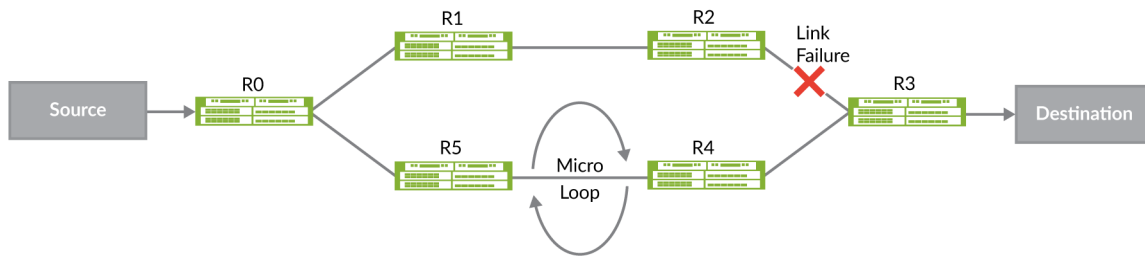 R1
R2
Link
Failure
R0
R3
Source
Destination
R5
R4
Micro
Loop